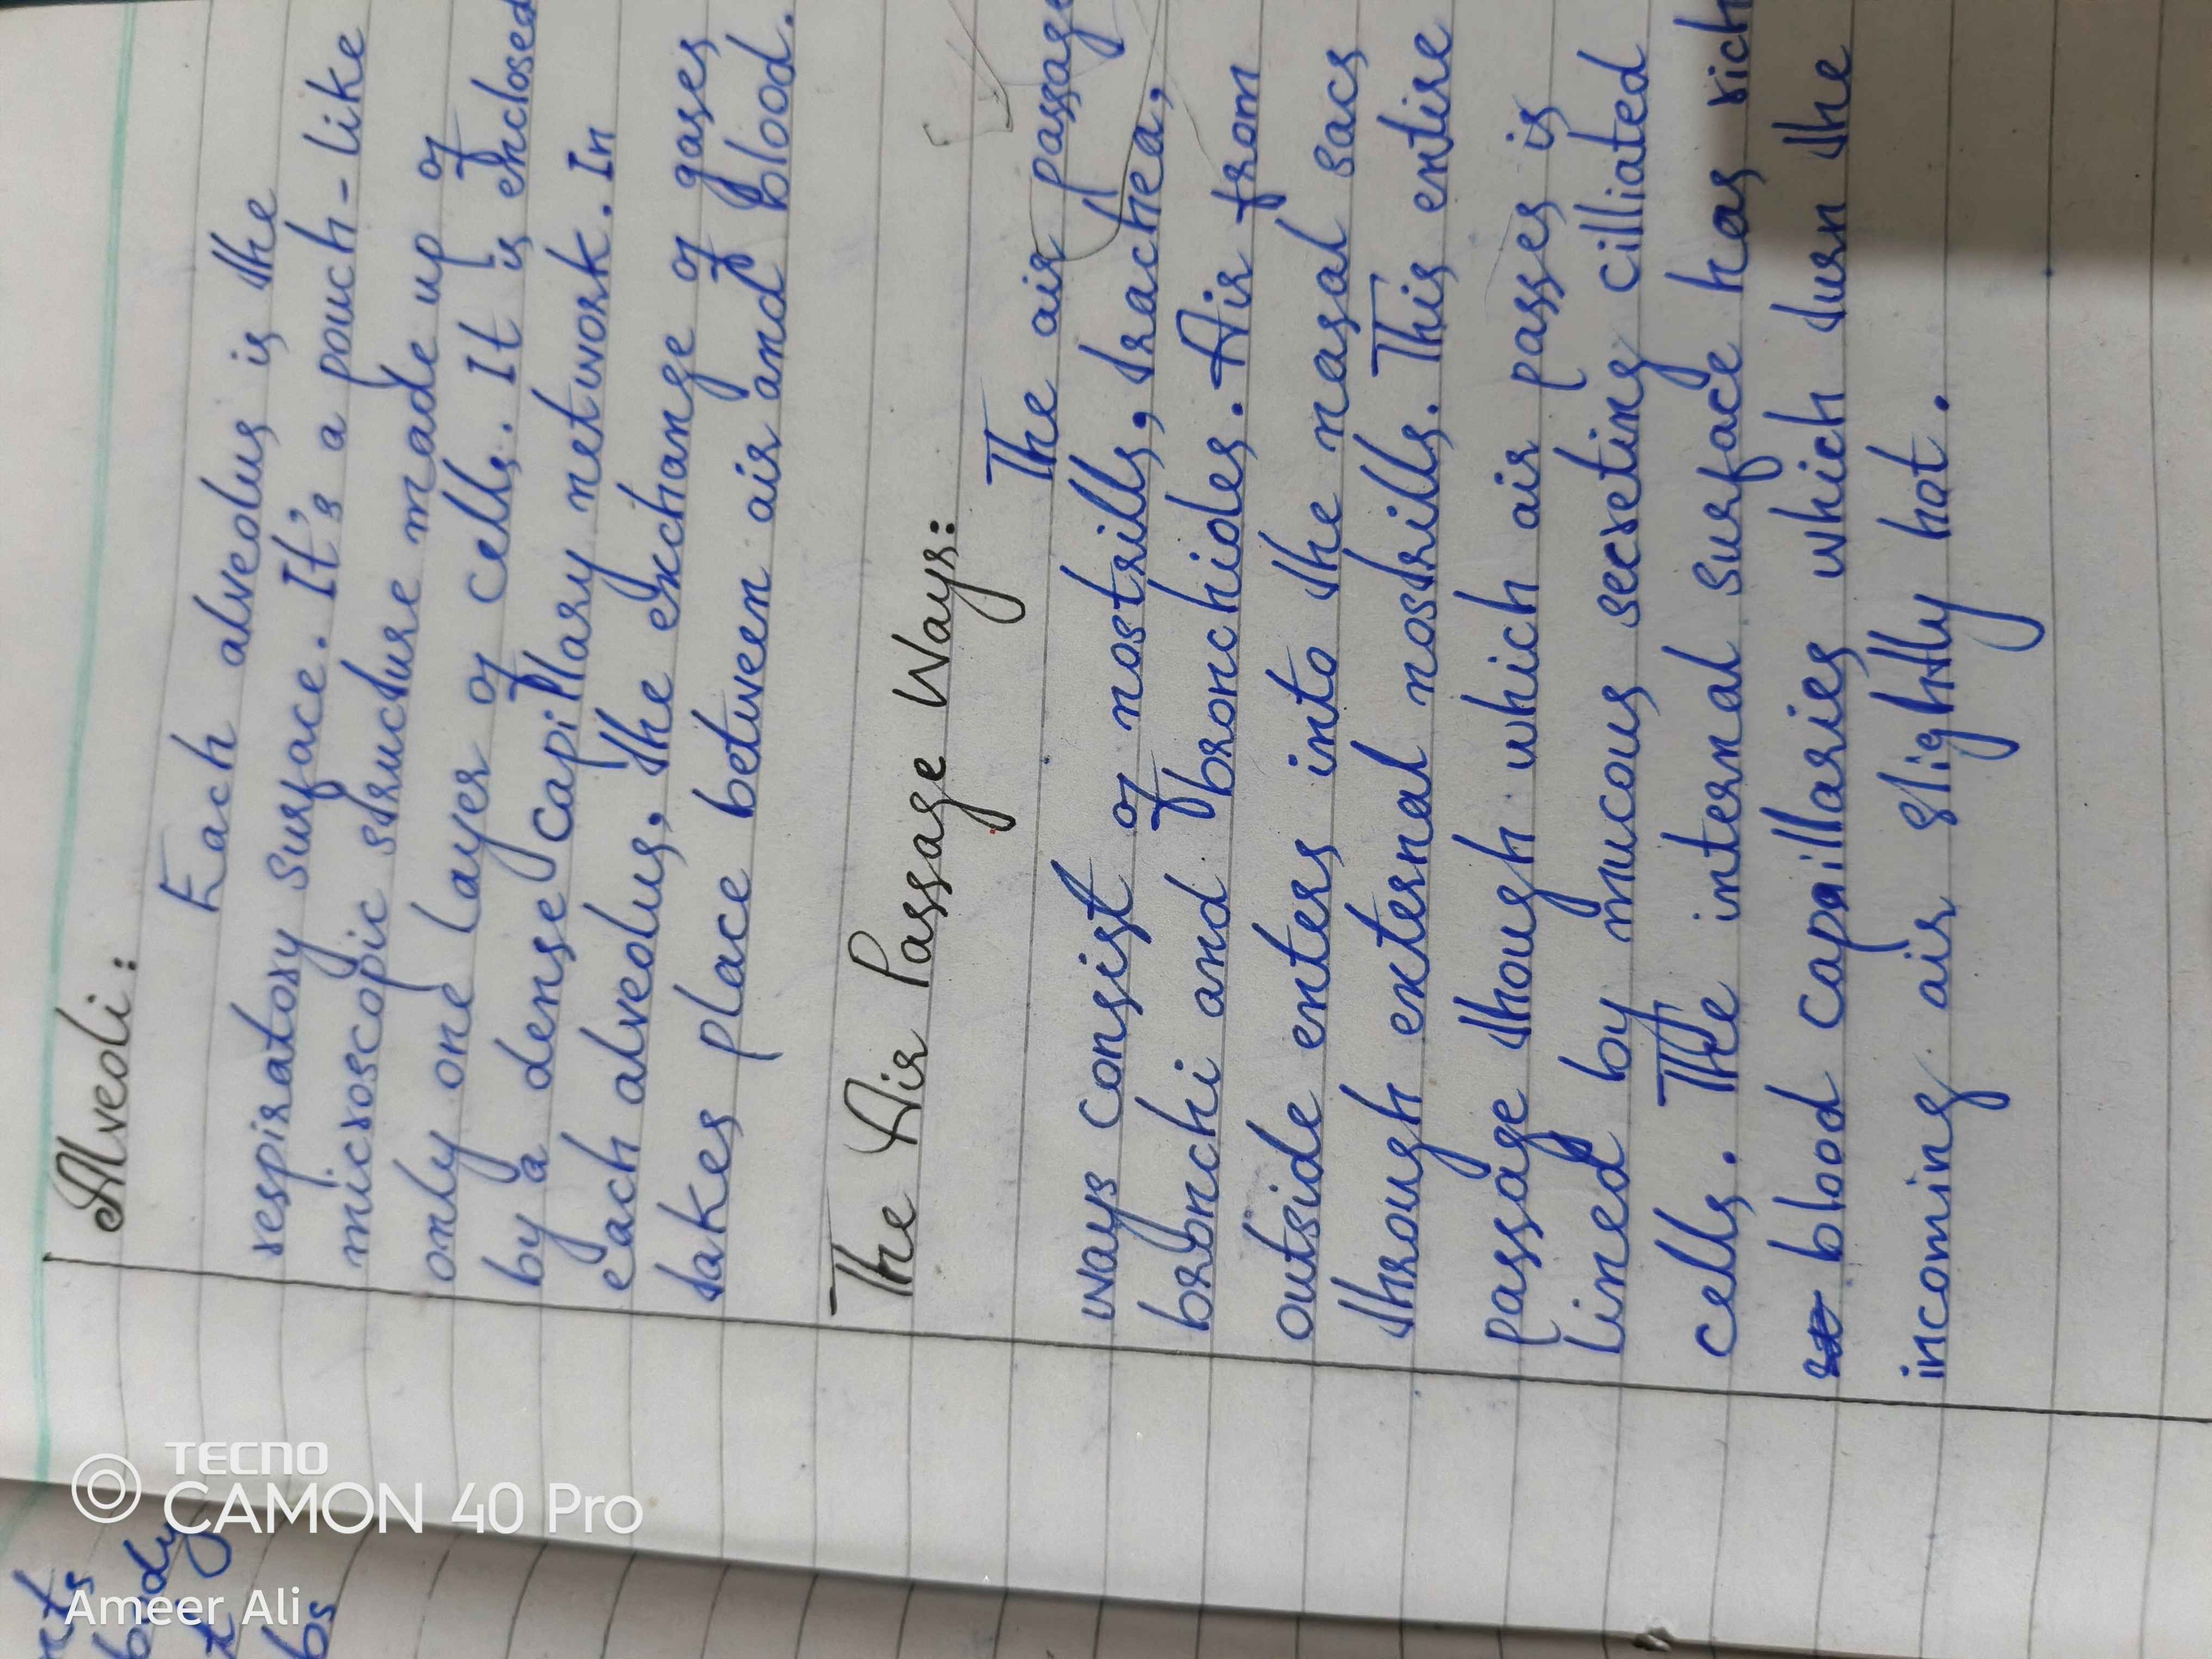 Alveoli:
Each alveolus is the
respiratory surface. It's a pouch-like
microscopic structure made up of
only one layer of cells. It is enclosed
by a dense capillary network. In
each alveolus, the exchange of gases
takes place between air and blood.
The Air Passage Ways:
The air passage
ways consist of nostrills, trachea,
bronchi and bronchioles. Air from
outside enters into the nasal sacs
through external nostrills. This entire
passage though which air passes is
lined by mucous secreting cilliated
cells. The internal surface has rich
blood capaillaries which turn the
incoming air slightly hot.
body
TECNO
© CAMON 40 Pro
Ameer Ali